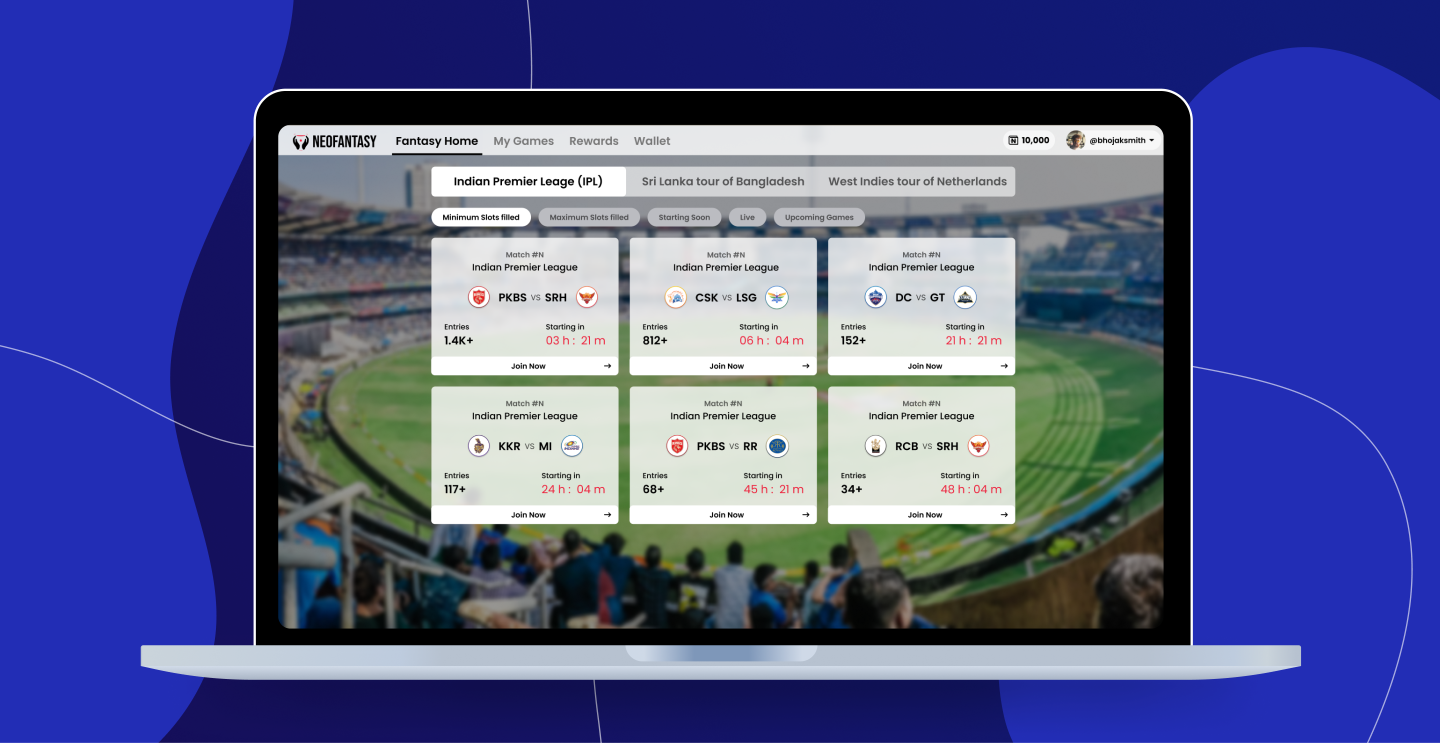 NEOFANTASY Fantasy Home My Games Rewards Wallet N 10,000 @bhojaksmith
Indian Premier Leage (IPL) Sri Lanka tour of Bangladesh West Indies tour of Netherlands
Minimum Slots filled Maximum Slots filled Starting Soon Live Upcoming Games
Match #N
Indian Premier League
PKBS VS SRH
Entries Starting in
1.4K+ 03 h : 21 m
Join Now →
Match #N
Indian Premier League
CSK VS LSG
Entries Starting in
812+ 06 h : 04 m
Join Now →
Match #N
Indian Premier League
DC VS GT
Entries Starting in
152+ 21 h : 21 m
Join Now →
Match #N
Indian Premier League
KKR VS MI
Entries Starting in
117+ 24 h : 04 m
Join Now →
Match #N
Indian Premier League
PKBS VS RR
Entries Starting in
68+ 45 h : 21 m
Join Now →
Match #N
Indian Premier League
RCB VS SRH
Entries Starting in
34+ 48 h : 04 m
Join Now →